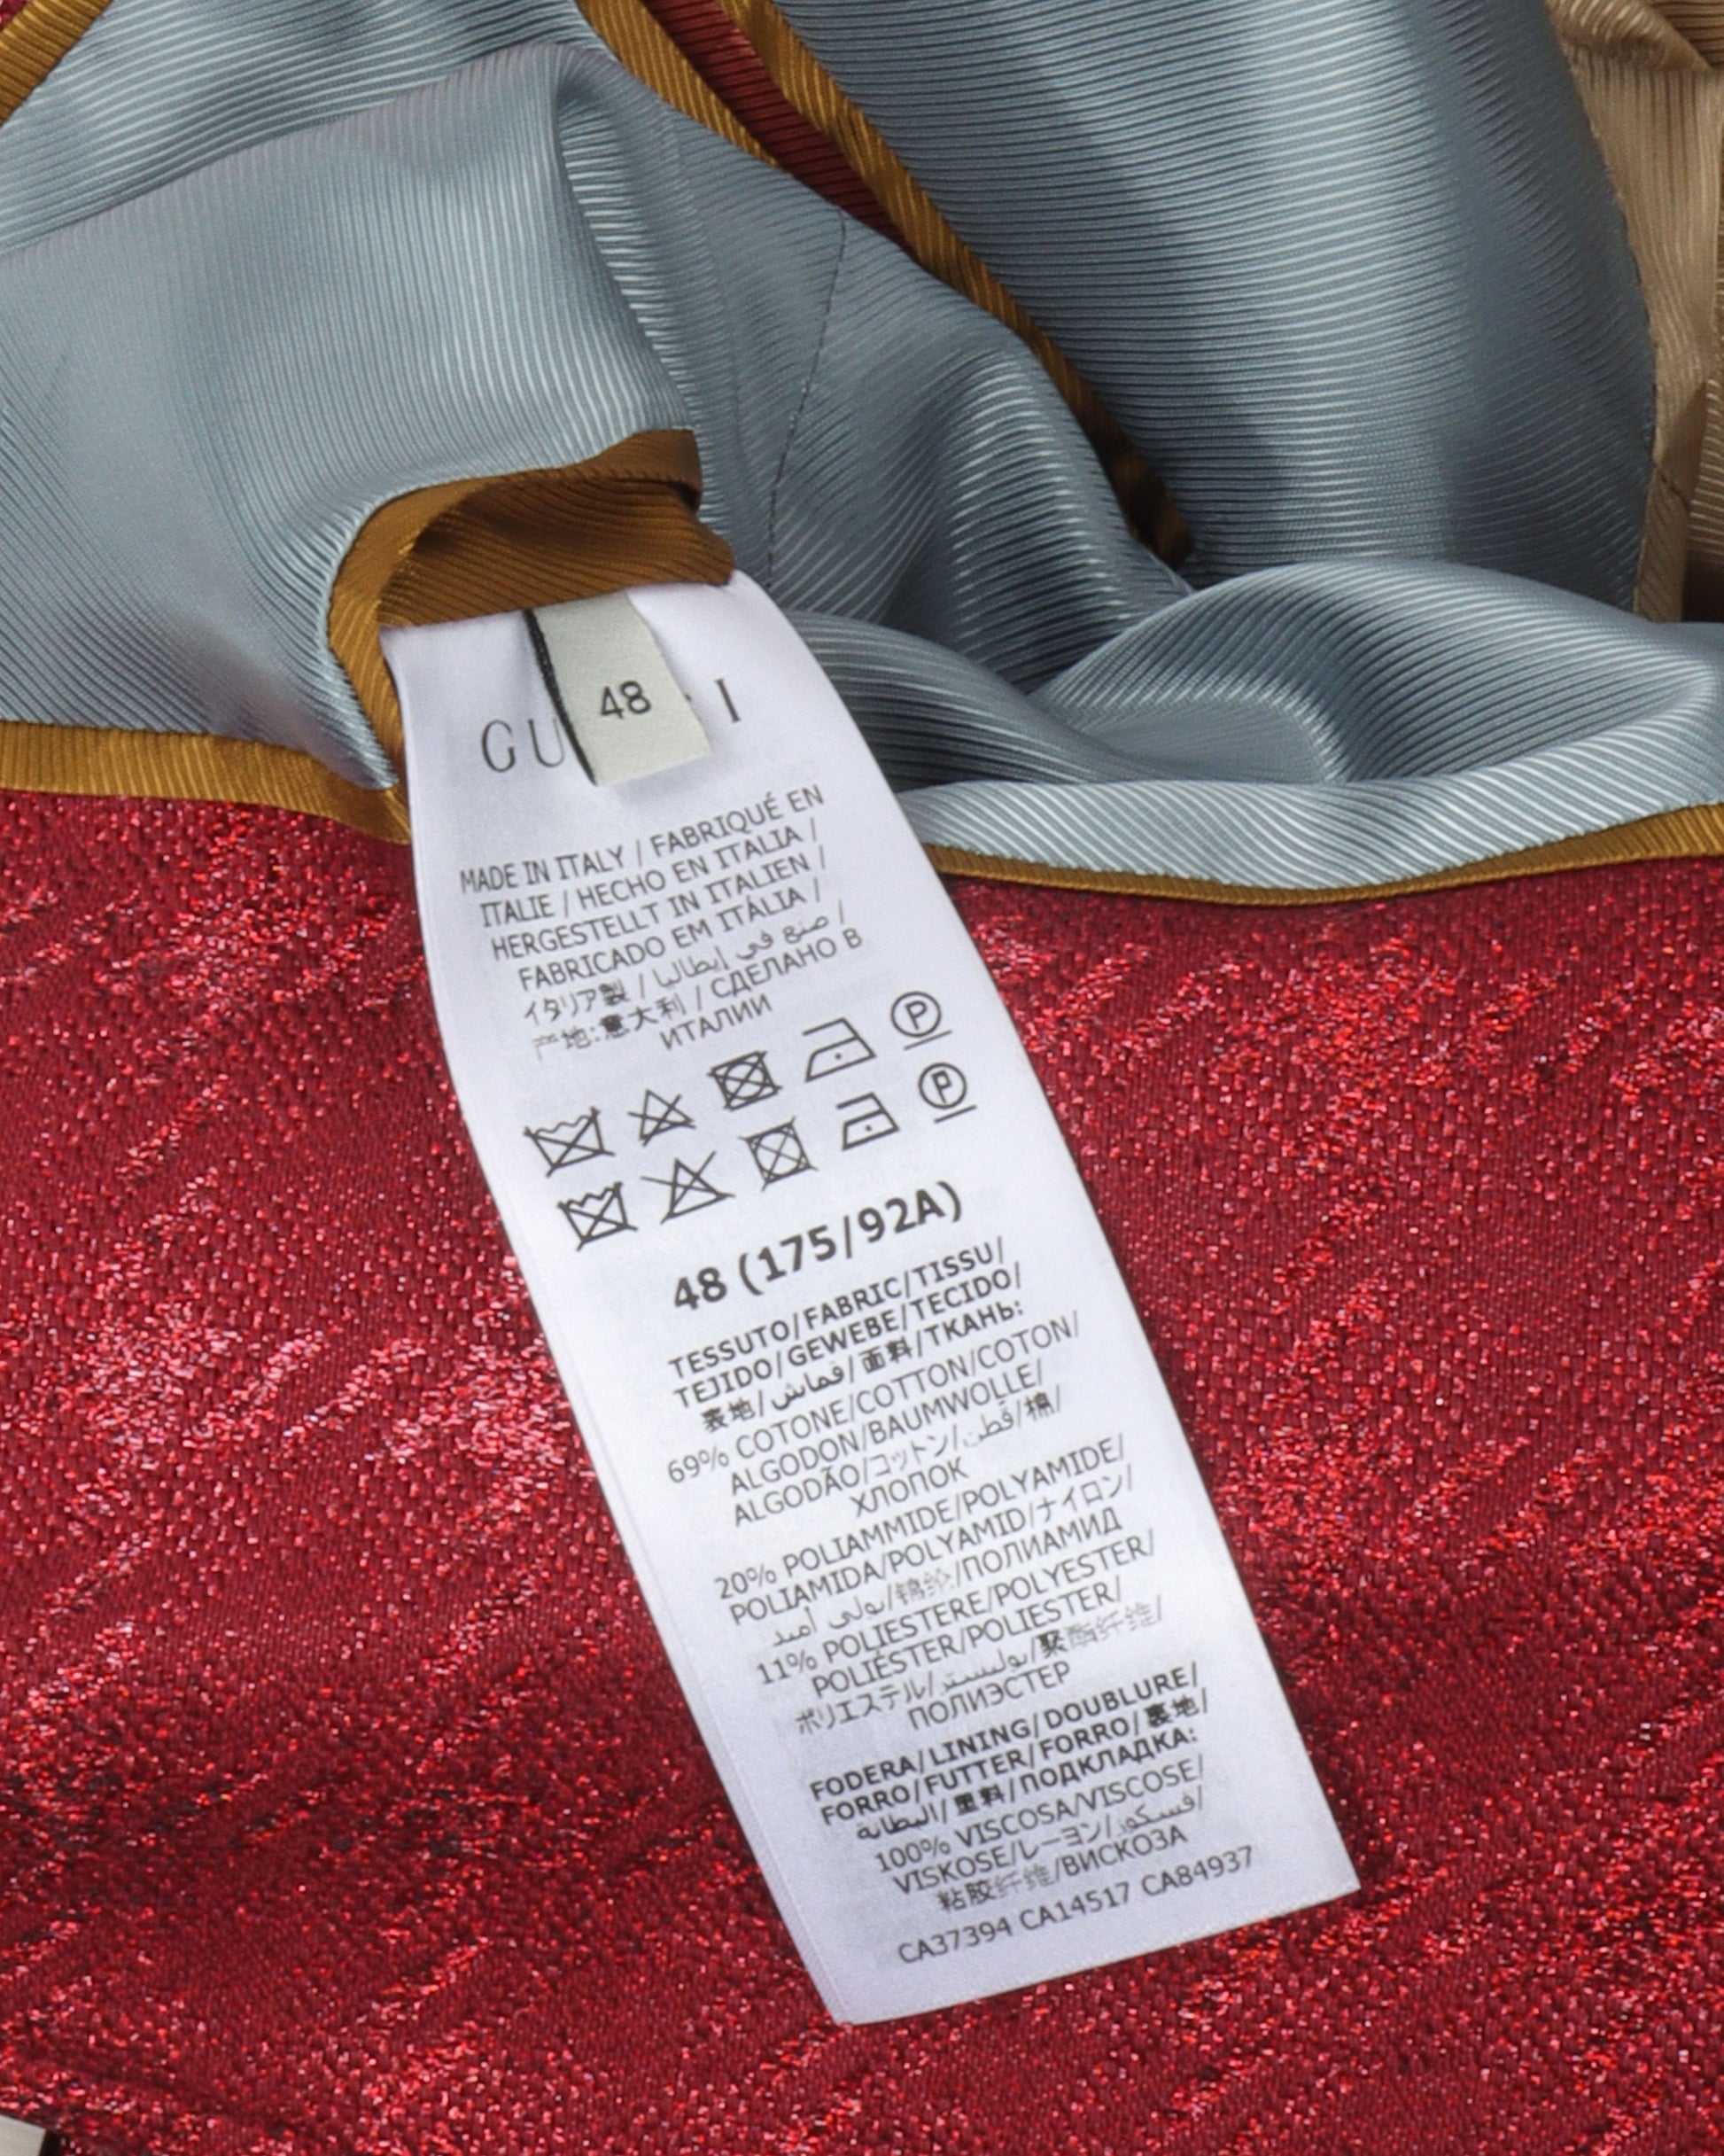 48
GU I
MADE IN ITALY / FABRIQUÉ EN
ITALIE / HECHO EN ITALIA /
HERGESTELLT IN ITALIEN /
FABRICADO EM ITÁLIA /
イタリア製 / صنع في إيطاليا /
产地:意大利 / СДЕЛАНО В
ИТАЛИИ
P
P
48 (175/92A)
TESSUTO/FABRIC/TISSU/
TEJIDO/GEWEBE/TECIDO/
裏地/قماش/面料/ТКАНЬ:
69% COTONE/COTTON/COTON/
ALGODON/BAUMWOLLE/
ALGODÃO/コットン/قطن/棉/
ХЛОПОК
20% POLIAMMIDE/POLYAMIDE/
POLIAMIDA/POLYAMID/ナイロン/
بولي أميد/锦纶/ПОЛИАМИД
11% POLIESTERE/POLYESTER/
POLIÉSTER/POLIESTER/
ポリエステル/بوليستر/聚酯纤维/
ПОЛИЭСТЕР
FODERA/LINING/DOUBLURE/
FORRO/FUTTER/FORRO/裏地/
البطانة/里料/ПОДКЛАДКА:
100% VISCOSA/VISCOSE/
VISKOSE/レーヨン/فسكوز/
粘胶纤维/ВИСКОЗА
CA37394 CA14517 CA84937